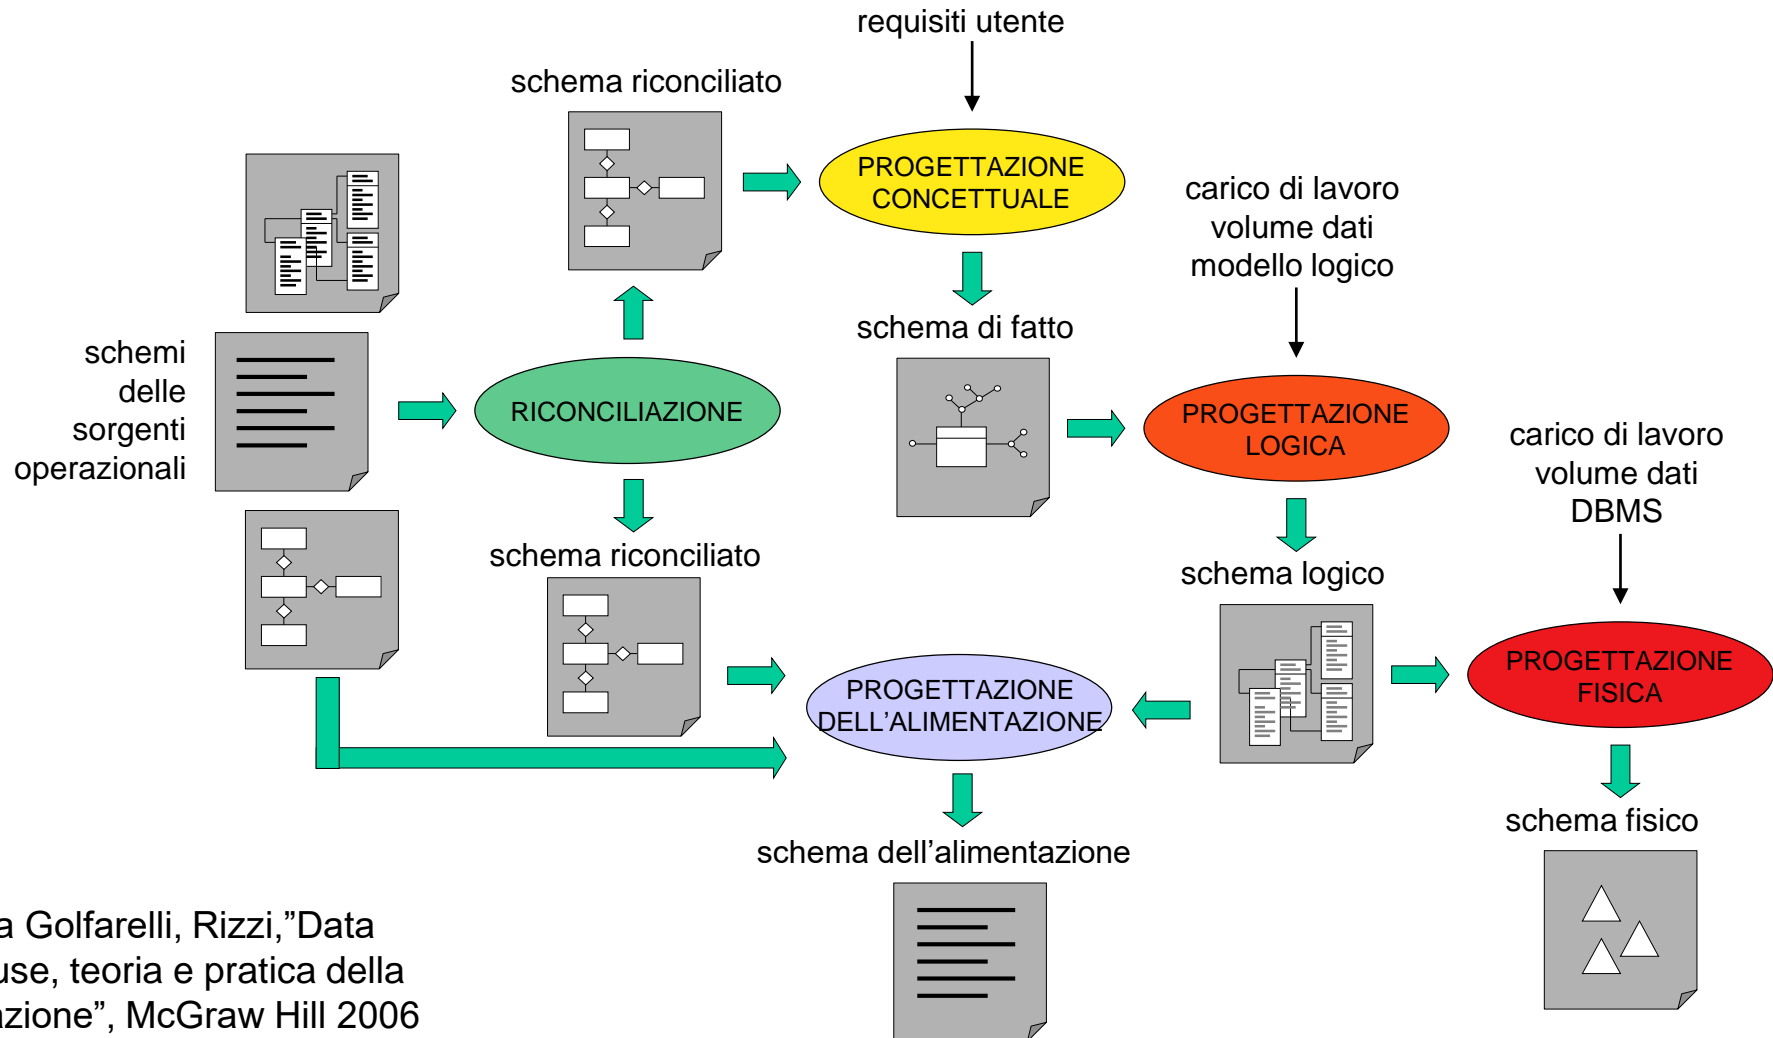 requisiti utente
schema riconciliato
PROGETTAZIONE
CONCETTUALE
carico di lavoro
volume dati
modello logico
schema di fatto
schemi
delle
sorgenti
operazionali
RICONCILIAZIONE
PROGETTAZIONE
LOGICA
carico di lavoro
volume dati
DBMS
schema riconciliato
schema logico
PROGETTAZIONE
FISICA
PROGETTAZIONE
DELL’ALIMENTAZIONE
schema fisico
schema dell’alimentazione
a Golfarelli, Rizzi,”Data
use, teoria e pratica della
azione”, McGraw Hill 2006